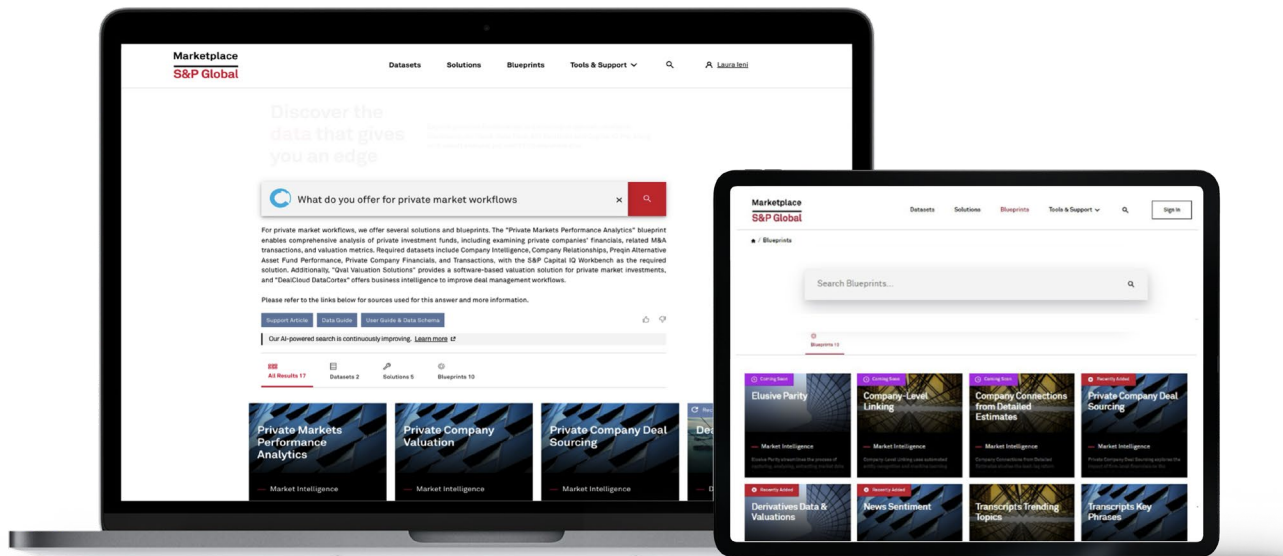 Marketplace
S&P Global
Datasets
Solutions
Blueprints
Tools & Support
Laura Ieni
Discover the
data that gives
you an edge
What do you offer for private market workflows
For private market workflows, we offer several solutions and blueprints. The "Private Markets Performance Analytics" blueprint
enables comprehensive analysis of private investment funds, including examining private companies' financials, related M&A
transactions, and valuation metrics. Required datasets include Company Intelligence, Company Relationships, Preqin Alternative
Asset Fund Performance, Private Company Financials, and Transactions, with the S&P Capital IQ Workbench as the required
solution. Additionally, "Qval Valuation Solutions" provides a software-based valuation solution for private market investments,
and "DealCloud DataCortex" offers business intelligence to improve deal management workflows.
Please refer to the links below for sources used for this answer and more information.
Support Article
Data Guide
User Guide & Data Schema
Our AI-powered search is continuously improving. Learn more
All Results 17
Datasets 2
Solutions 5
Blueprints 10
Private Markets
Performance
Analytics
— Market Intelligence
Private Company
Valuation
— Market Intelligence
Private Company Deal
Sourcing
— Market Intelligence
Marketplace
S&P Global
Datasets
Solutions
Blueprints
Tools & Support
Sign In
/ Blueprints
Search Blueprints...
Blueprints 13
Coming Soon
Elusive Parity
— Market Intelligence
Coming Soon
Company-Level
Linking
— Market Intelligence
Coming Soon
Company Connections
from Detailed
Estimates
— Market Intelligence
Recently Added
Private Company Deal
Sourcing
— Market Intelligence
Recently Added
Derivatives Data &
Valuations
Recently Added
News Sentiment
Transcripts Trending
Topics
Transcripts Key
Phrases